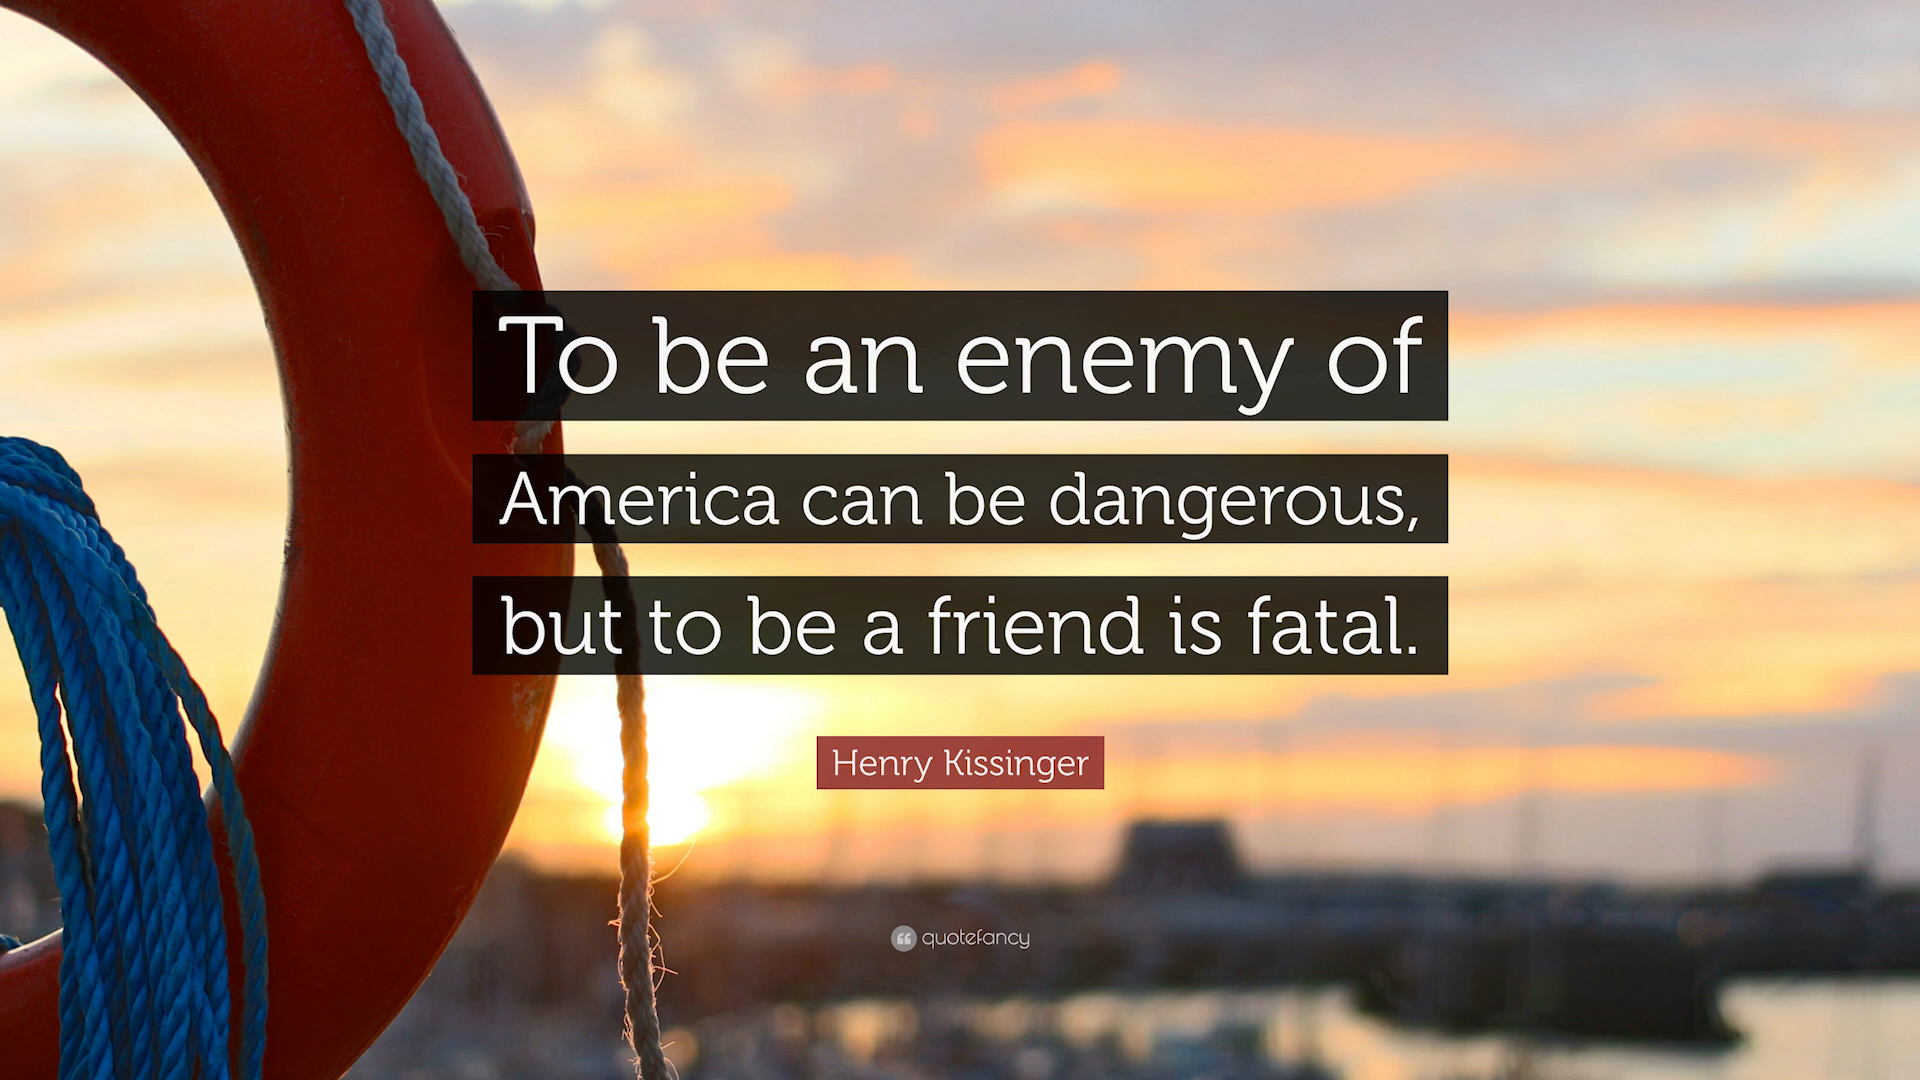 To be an enemy of
America can be dangerous,
but to be a friend is fatal.
Henry Kissinger
quotefancy